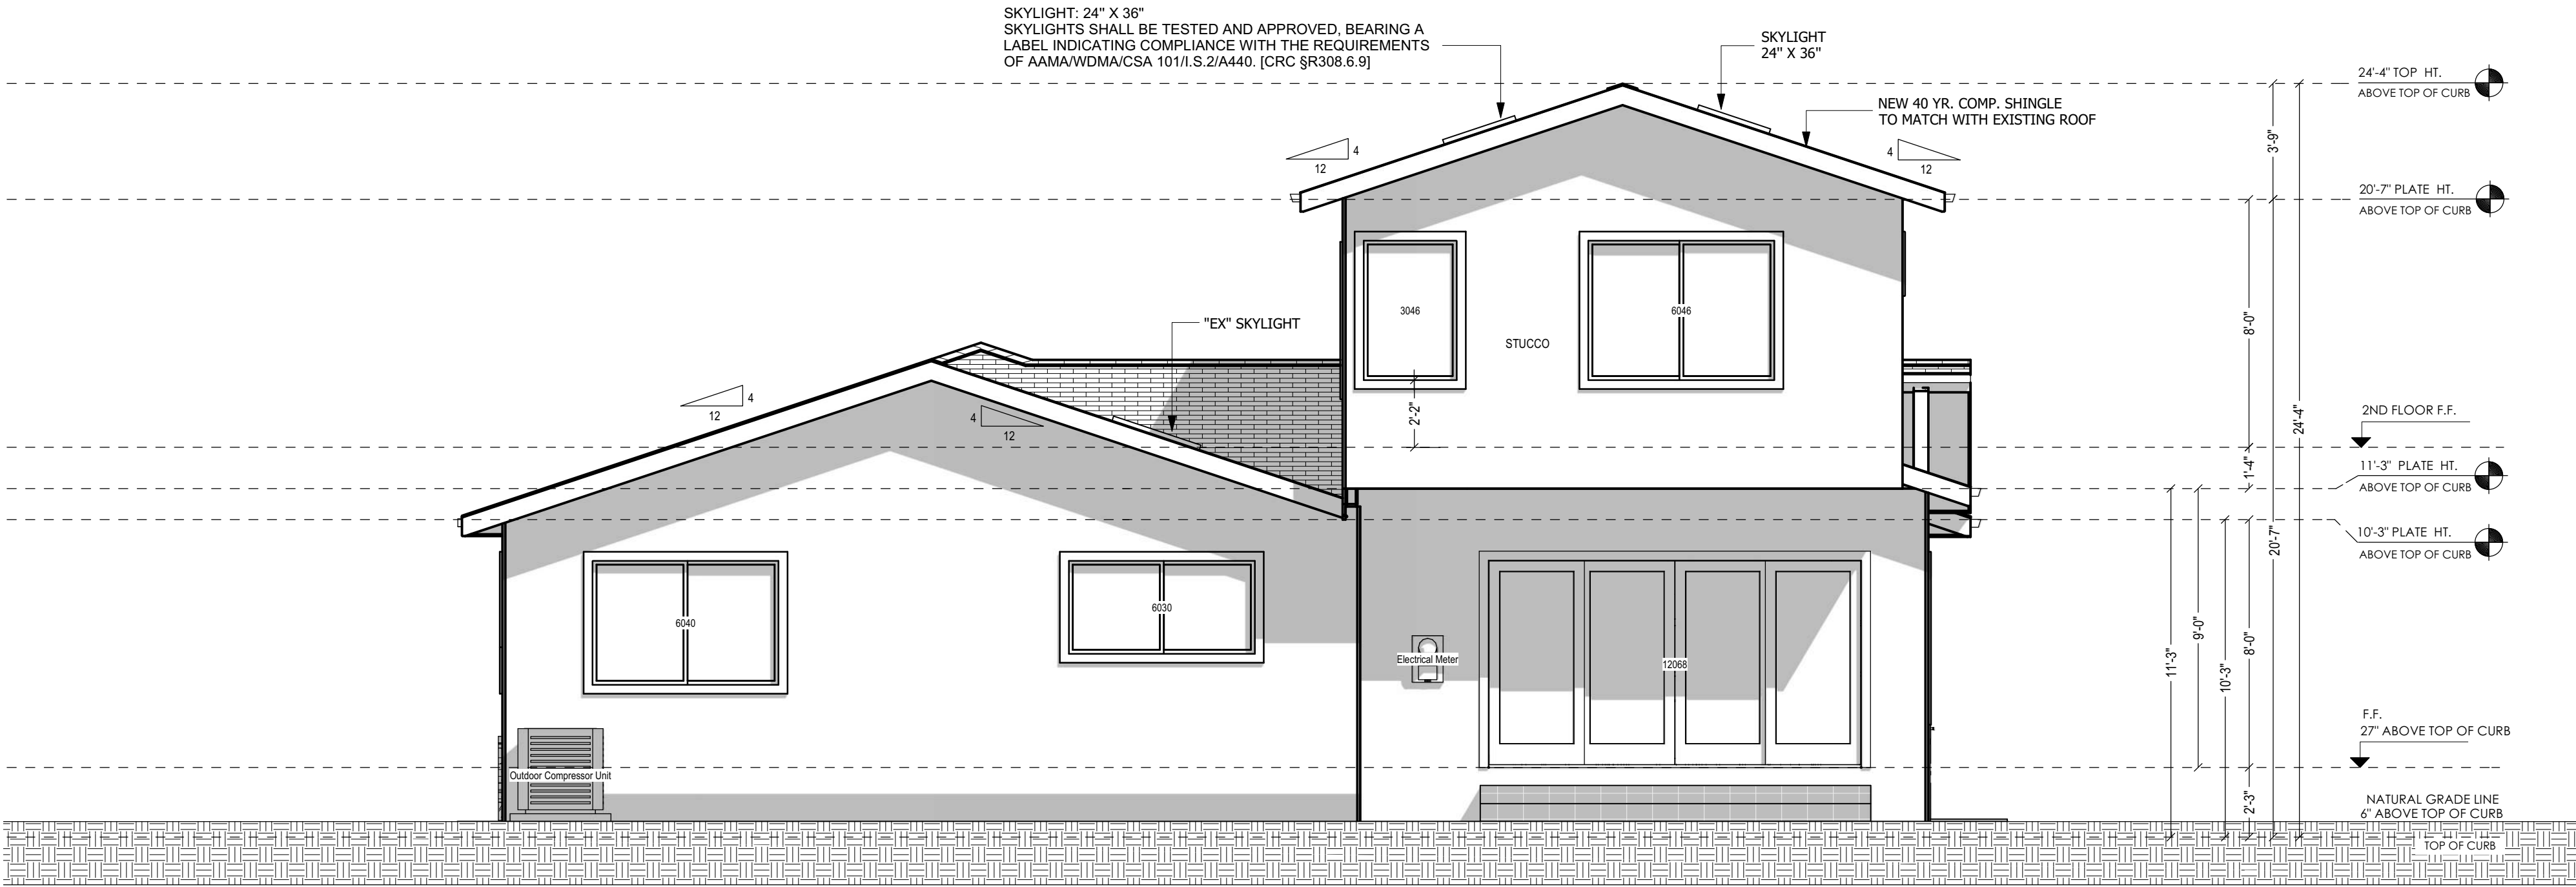 SKYLIGHT: 24" X 36"
SKYLIGHTS SHALL BE TESTED AND APPROVED, BEARING A
LABEL INDICATING COMPLIANCE WITH THE REQUIREMENTS
OF AAMA/WDMA/CSA 101/I.S.2/A440. [CRC §R308.6.9]
SKYLIGHT
24" X 36"
NEW 40 YR. COMP. SHINGLE
TO MATCH WITH EXISTING ROOF
24'-4" TOP HT.
ABOVE TOP OF CURB
3'-9"
4
12
4
12
20'-7" PLATE HT.
ABOVE TOP OF CURB
3046
6046
STUCCO
"EX" SKYLIGHT
8'-0"
4
12
4
12
2'-2"
24'-4"
2ND FLOOR F.F.
1'-4"
11'-3" PLATE HT.
ABOVE TOP OF CURB
10'-3" PLATE HT.
ABOVE TOP OF CURB
20'-7"
6040
6030
Electrical Meter
12068
11'-3"
9'-0"
10'-3"
8'-0"
Outdoor Compressor Unit
F.F.
27" ABOVE TOP OF CURB
2'-3"
NATURAL GRADE LINE
6" ABOVE TOP OF CURB
TOP OF CURB